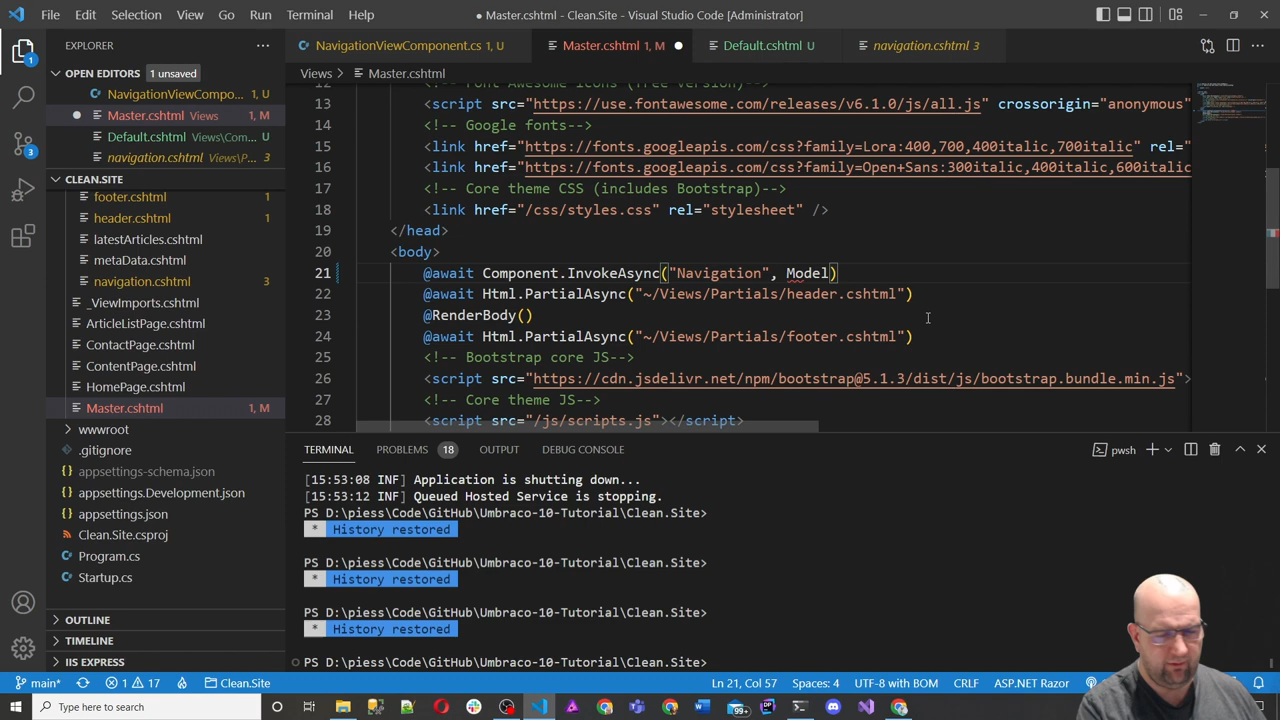 File Edit Selection View Go Run Terminal Help
● Master.cshtml - Clean.Site - Visual Studio Code [Administrator]
EXPLORER
OPEN EDITORS 1 unsaved
NavigationViewCompo... 1, U
Master.cshtml Views 1, M
Default.cshtml Views\Com... U
navigation.cshtml Views\P... 3
CLEAN.SITE
footer.cshtml 1
header.cshtml 1
latestArticles.cshtml
metaData.cshtml
navigation.cshtml 3
_ViewImports.cshtml
ArticleListPage.cshtml
ContactPage.cshtml
ContentPage.cshtml
HomePage.cshtml
Master.cshtml 1, M
wwwroot
.gitignore
appsettings-schema.json
appsettings.Development.json
appsettings.json
Clean.Site.csproj
Program.cs
Startup.cs
OUTLINE
TIMELINE
IIS EXPRESS
NavigationViewComponent.cs 1, U
Master.cshtml 1, M
Default.cshtml U
navigation.cshtml 3
Views > Master.cshtml
12 <!-- Font Awesome icons (free version)-->
13 <script src="https://use.fontawesome.com/releases/v6.1.0/js/all.js" crossorigin="anonymous"
14 <!-- Google fonts-->
15 <link href="https://fonts.googleapis.com/css?family=Lora:400,700,400italic,700italic" rel=
16 <link href="https://fonts.googleapis.com/css?family=Open+Sans:300italic,400italic,600italic
17 <!-- Core theme CSS (includes Bootstrap)-->
18 <link href="/css/styles.css" rel="stylesheet" />
19 </head>
20 <body>
21 @await Component.InvokeAsync("Navigation", Model)
22 @await Html.PartialAsync("~/Views/Partials/header.cshtml")
23 @RenderBody()
24 @await Html.PartialAsync("~/Views/Partials/footer.cshtml")
25 <!-- Bootstrap core JS-->
26 <script src="https://cdn.jsdelivr.net/npm/bootstrap@5.1.3/dist/js/bootstrap.bundle.min.js">
27 <!-- Core theme JS-->
28 <script src="/js/scripts.js"></script>
TERMINAL PROBLEMS 18 OUTPUT DEBUG CONSOLE
pwsh
[15:53:08 INF] Application is shutting down...
[15:53:12 INF] Queued Hosted Service is stopping.
PS D:\piess\Code\GitHub\Umbraco-10-Tutorial\Clean.Site>
* History restored
PS D:\piess\Code\GitHub\Umbraco-10-Tutorial\Clean.Site>
* History restored
PS D:\piess\Code\GitHub\Umbraco-10-Tutorial\Clean.Site>
* History restored
PS D:\piess\Code\GitHub\Umbraco-10-Tutorial\Clean.Site>
main* 1 17 Clean.Site
Ln 21, Col 57 Spaces: 4 UTF-8 with BOM CRLF ASP.NET Razor
Type here to search
99+